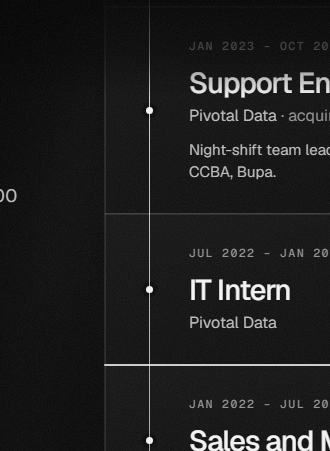 JAN 2023 – OCT 20
Support En
Pivotal Data · acqui
Night-shift team lead
CCBA, Bupa.
00
JUL 2022 – JAN 20
IT Intern
Pivotal Data
JAN 2022 – JUL 20
Sales and M